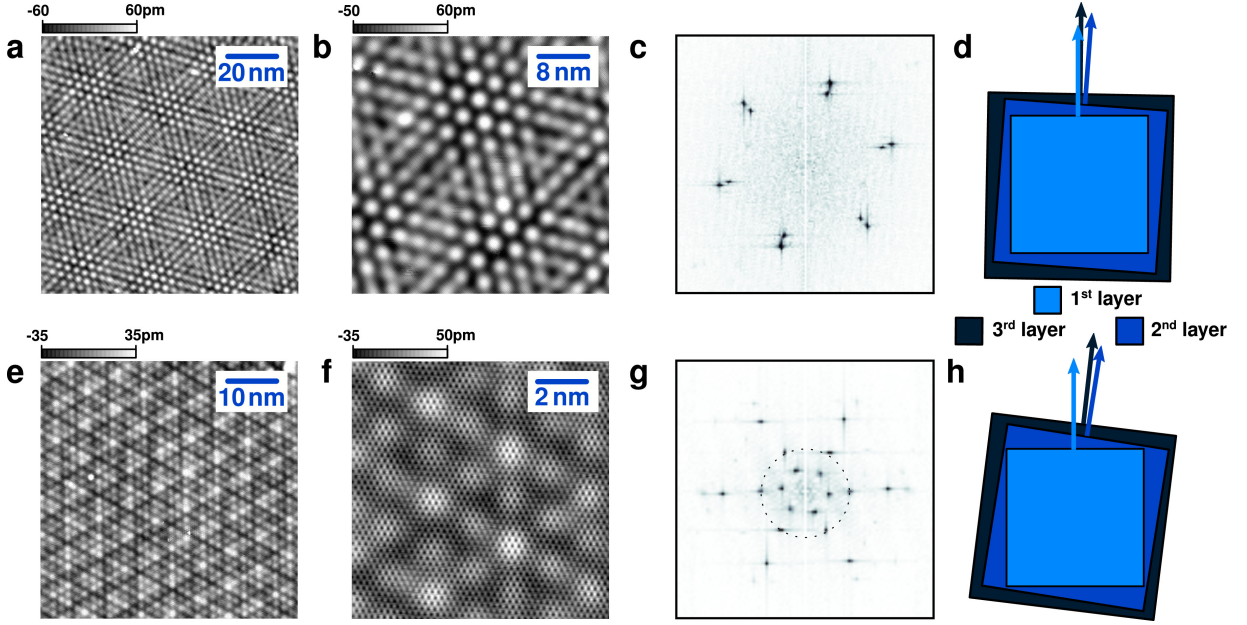 -60 60pm
-50 60pm
a
20 nm
b
8 nm
c
d
1st layer
3rd layer
2nd layer
-35 35pm
-35 50pm
e
10 nm
f
2 nm
g
h